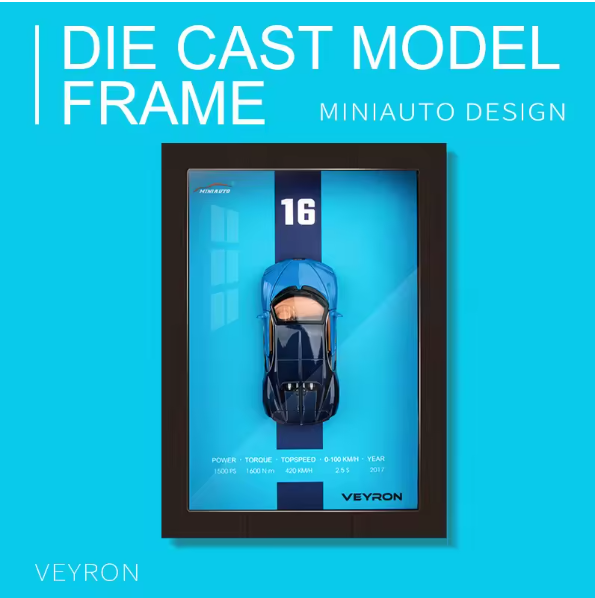 DIE CAST MODEL
FRAME
MINIAUTO DESIGN
MINIAUTO
16
POWER · TORQUE · TOPSPEED · 0-100 KM/H · YEAR
1500 PS 1600 N·m 420 KM/H 2.5 S 2017
VEYRON
VEYRON